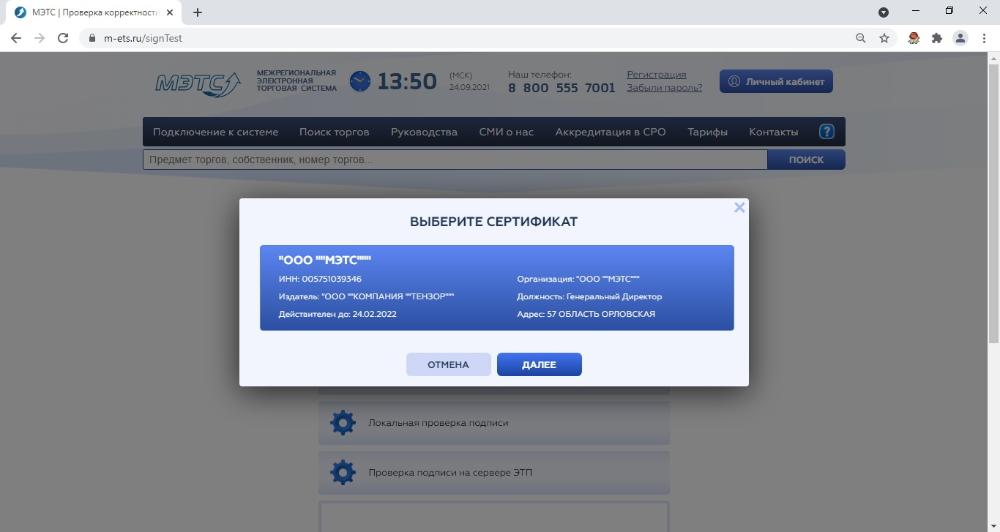 МЭТС | Проверка корректности
m-ets.ru/signTest
МЭТС
МЕЖРЕГИОНАЛЬНАЯ
ЭЛЕКТРОННАЯ
ТОРГОВАЯ СИСТЕМА
13:50
(МСК)
24.09.2021
Наш телефон:
8 800 555 7001
Регистрация
Забыли пароль?
Личный кабинет
Подключение к системе Поиск торгов Руководства СМИ о нас Аккредитация в СРО Тарифы Контакты ?
Предмет торгов, собственник, номер торгов... ПОИСК
ВЫБЕРИТЕ СЕРТИФИКАТ
"ООО ""МЭТС"""
ИНН: 005751039346 Организация: "ООО ""МЭТС"""
Издатель: "ООО ""КОМПАНИЯ ""ТЕНЗОР""" Должность: Генеральный Директор
Действителен до: 24.02.2022 Адрес: 57 ОБЛАСТЬ ОРЛОВСКАЯ
ОТМЕНА ДАЛЕЕ
Локальная проверка подписи
Проверка подписи на сервере ЭТП